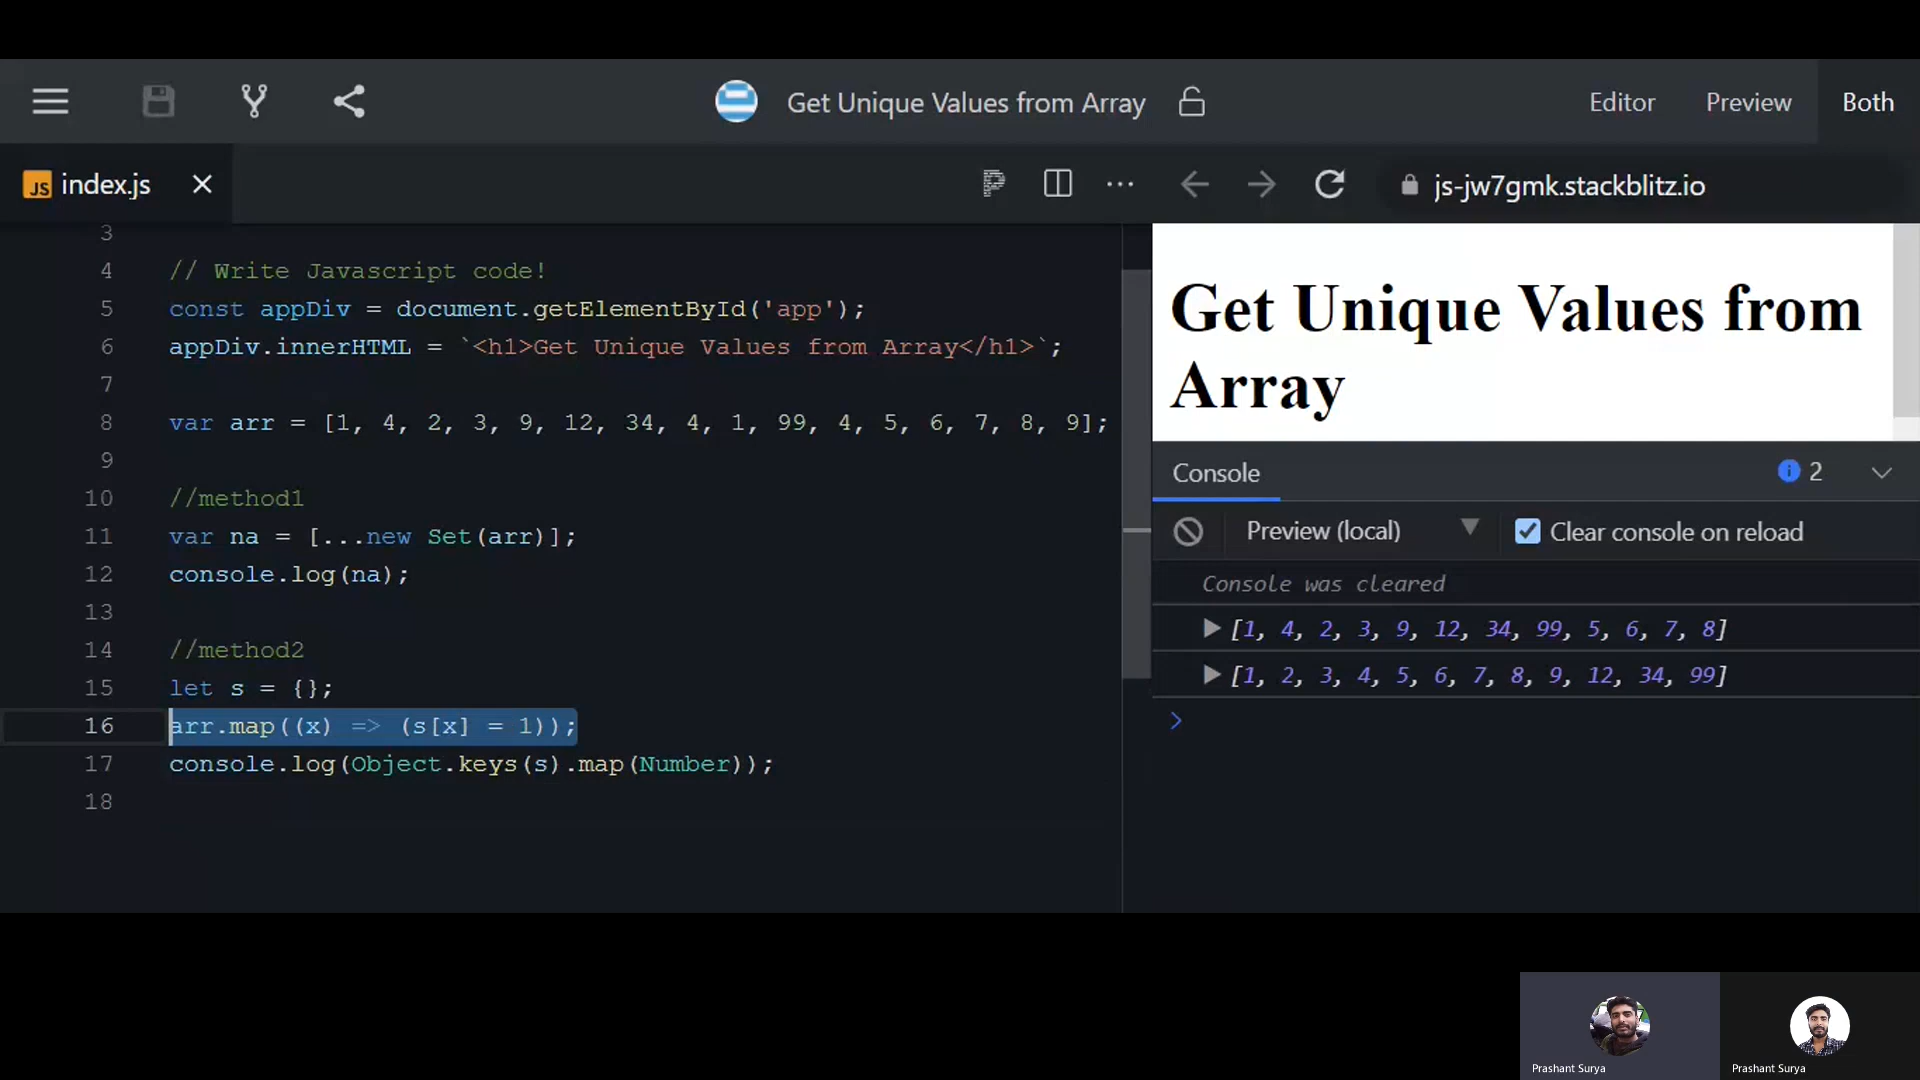 Get Unique Values from Array
Editor
Preview
Both
JS index.js
js-jw7gmk.stackblitz.io
3
4 // Write Javascript code!
5 const appDiv = document.getElementById('app');
6 appDiv.innerHTML = `<h1>Get Unique Values from Array</h1>`;
7
8 var arr = [1, 4, 2, 3, 9, 12, 34, 4, 1, 99, 4, 5, 6, 7, 8, 9];
9
10 //method1
11 var na = [...new Set(arr)];
12 console.log(na);
13
14 //method2
15 let s = {};
16 arr.map((x) => (s[x] = 1));
17 console.log(Object.keys(s).map(Number));
18
Get Unique Values from
Array
Console
2
Preview (local)
Clear console on reload
Console was cleared
[1, 4, 2, 3, 9, 12, 34, 99, 5, 6, 7, 8]
[1, 2, 3, 4, 5, 6, 7, 8, 9, 12, 34, 99]
Prashant Surya
Prashant Surya